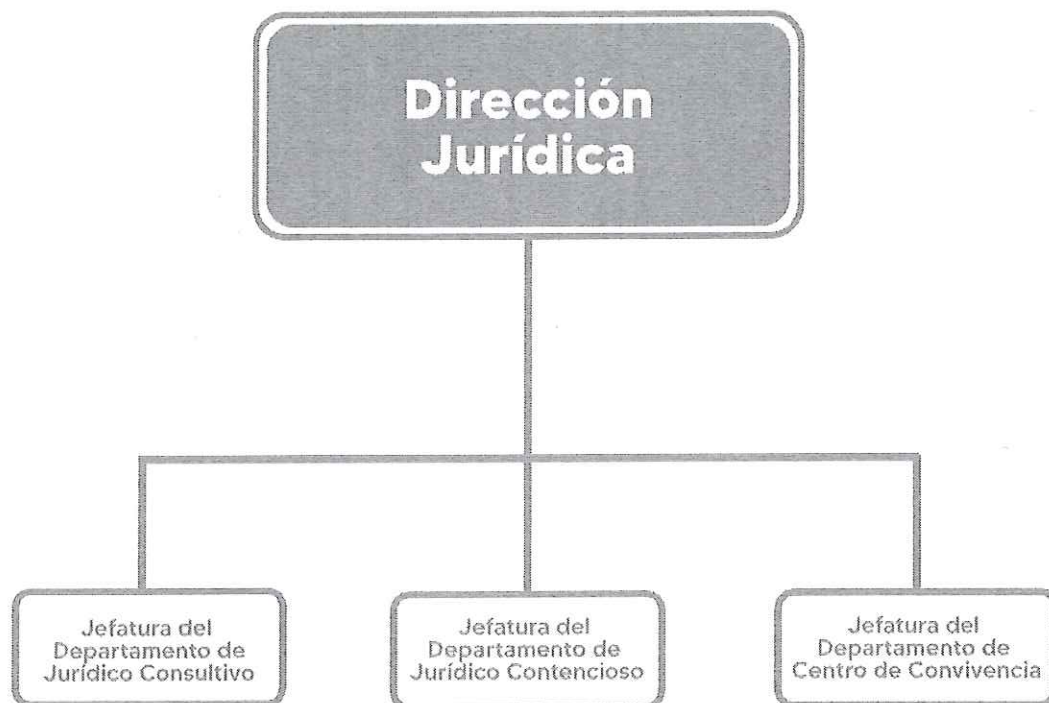 Dirección
Jurídica
Jefatura del
Departamento de
Jurídico Consultivo
Jefatura del
Departamento de
Jurídico Contencioso
Jefatura del
Departamento de
Centro de Convivencia